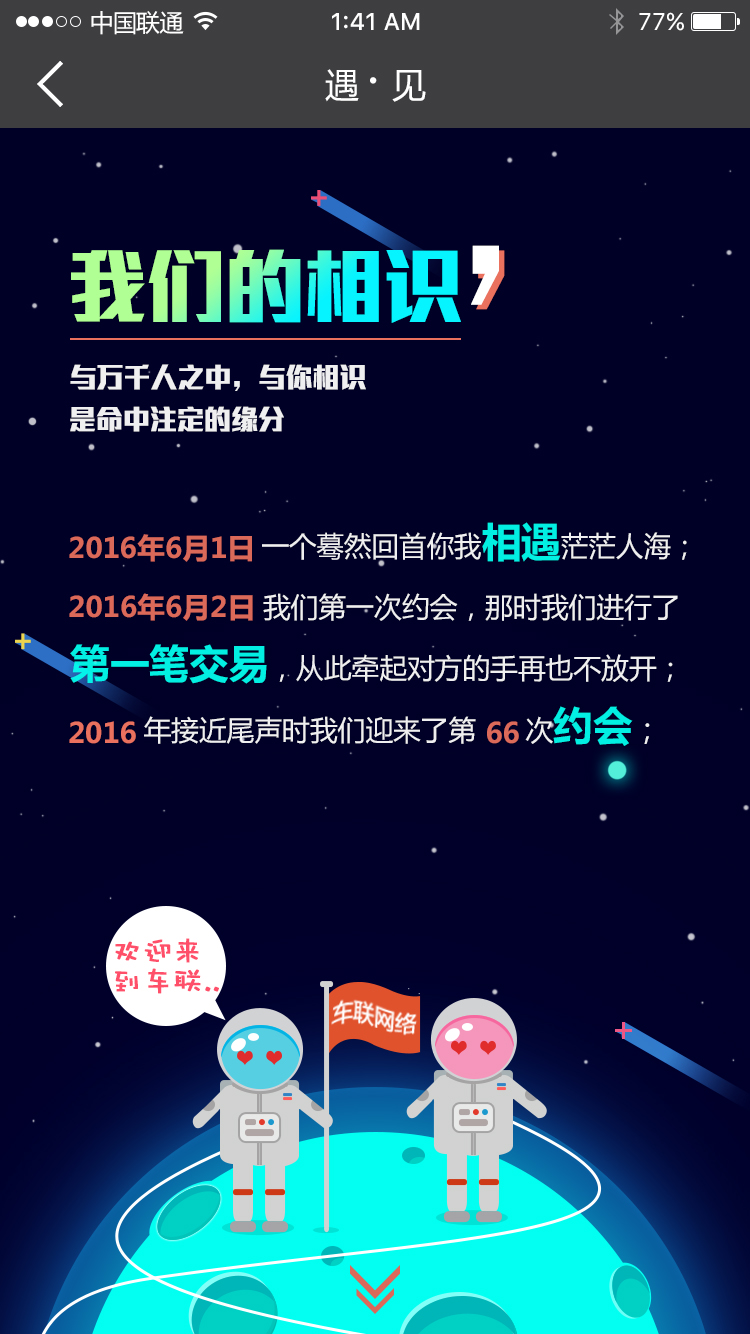 中国联通 1:41 AM 77%
遇·见
我们的相识
与万千人之中，与你相识
是命中注定的缘分
2016年6月1日 一个蓦然回首你我相遇茫茫人海；
2016年6月2日 我们第一次约会，那时我们进行了
第一笔交易，从此牵起对方的手再也不放开；
2016 年接近尾声时我们迎来了第 66 次约会；
欢迎来
到车联..
车联网络